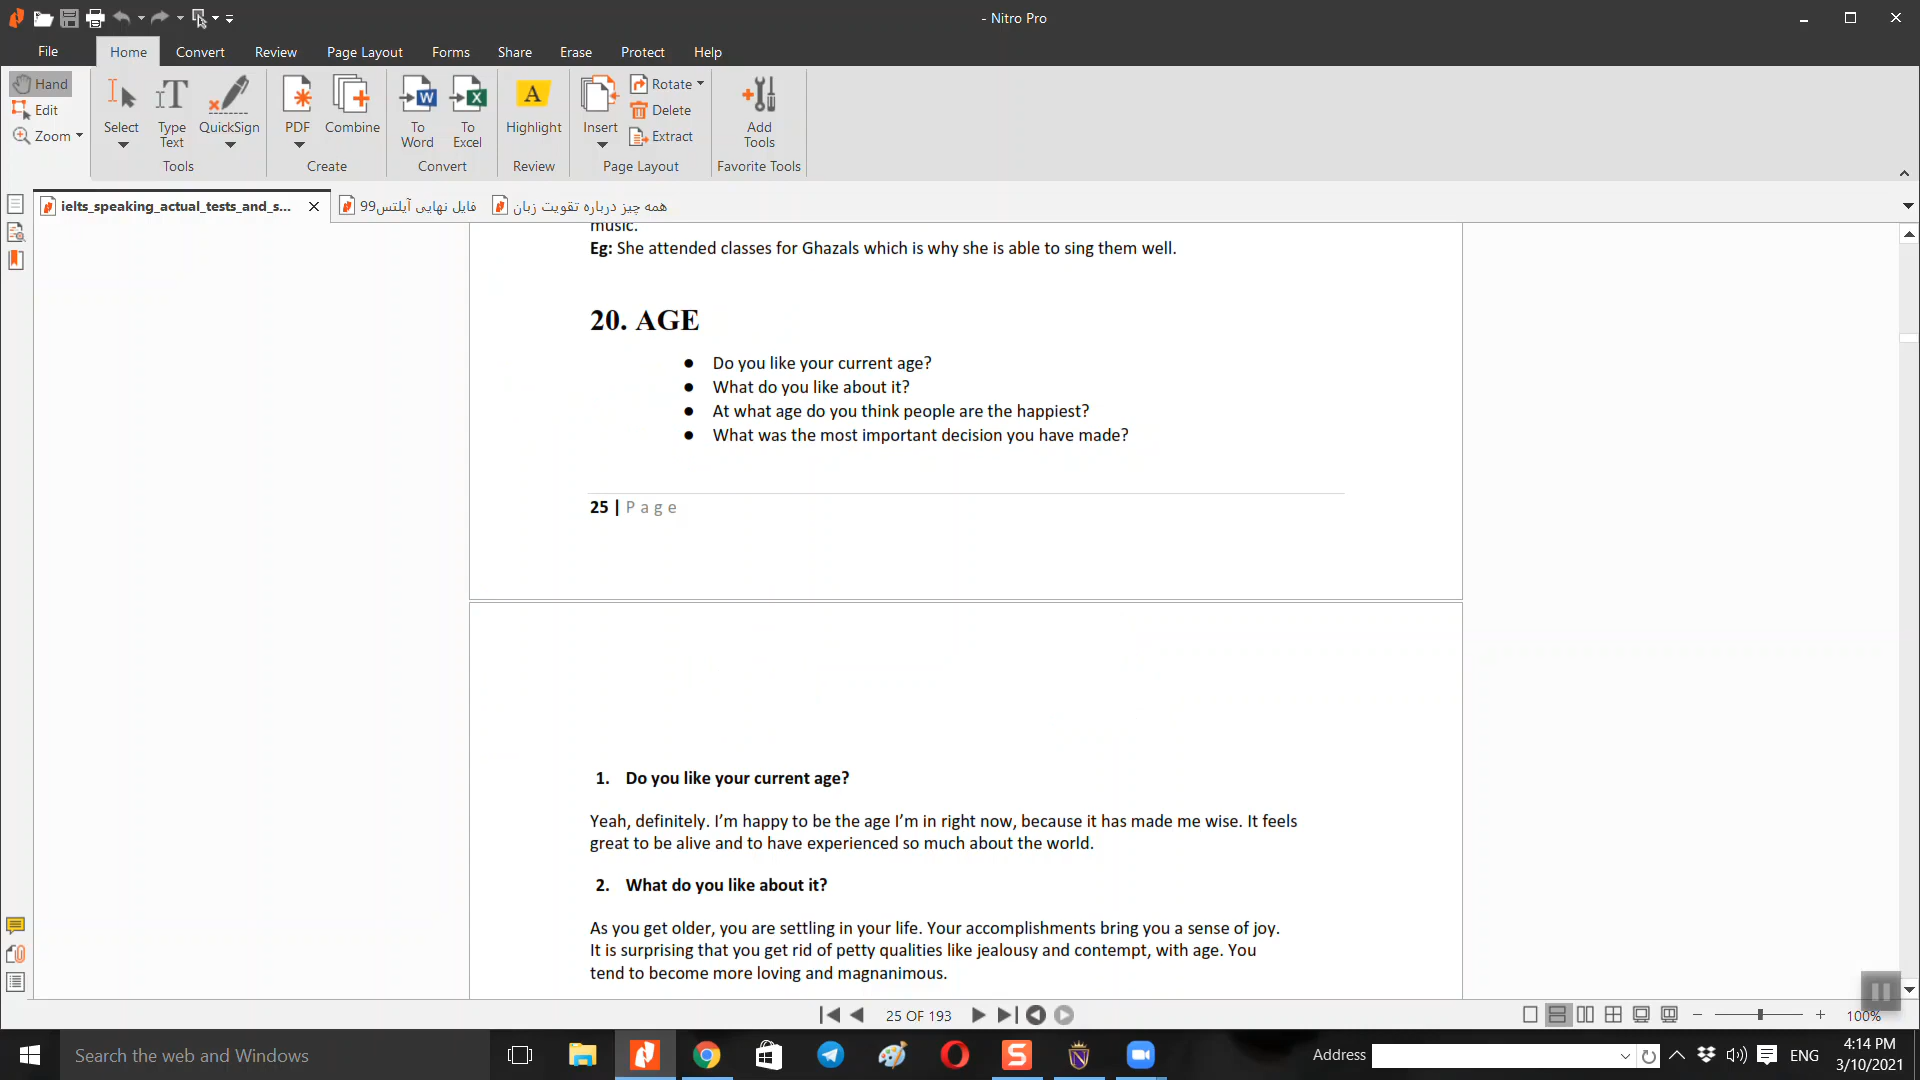 - Nitro Pro
File Home Convert Review Page Layout Forms Share Erase Protect Help
Hand
Edit
Zoom
Select
Type Text
QuickSign
Tools
PDF
Combine
Create
To Word
To Excel
Convert
Highlight
Review
Insert
Rotate
Delete
Extract
Page Layout
Add Tools
Favorite Tools
ielts_speaking_actual_tests_and_s...
فایل نهایی آیلتس99
همه چیز درباره تقویت زبان
music.
Eg: She attended classes for Ghazals which is why she is able to sing them well.
20. AGE
● Do you like your current age?
● What do you like about it?
● At what age do you think people are the happiest?
● What was the most important decision you have made?
25 | Page
1. Do you like your current age?
Yeah, definitely. I’m happy to be the age I’m in right now, because it has made me wise. It feels
great to be alive and to have experienced so much about the world.
2. What do you like about it?
As you get older, you are settling in your life. Your accomplishments bring you a sense of joy.
It is surprising that you get rid of petty qualities like jealousy and contempt, with age. You
tend to become more loving and magnanimous.
25 OF 193
100%
Search the web and Windows
Address
ENG
4:14 PM
3/10/2021